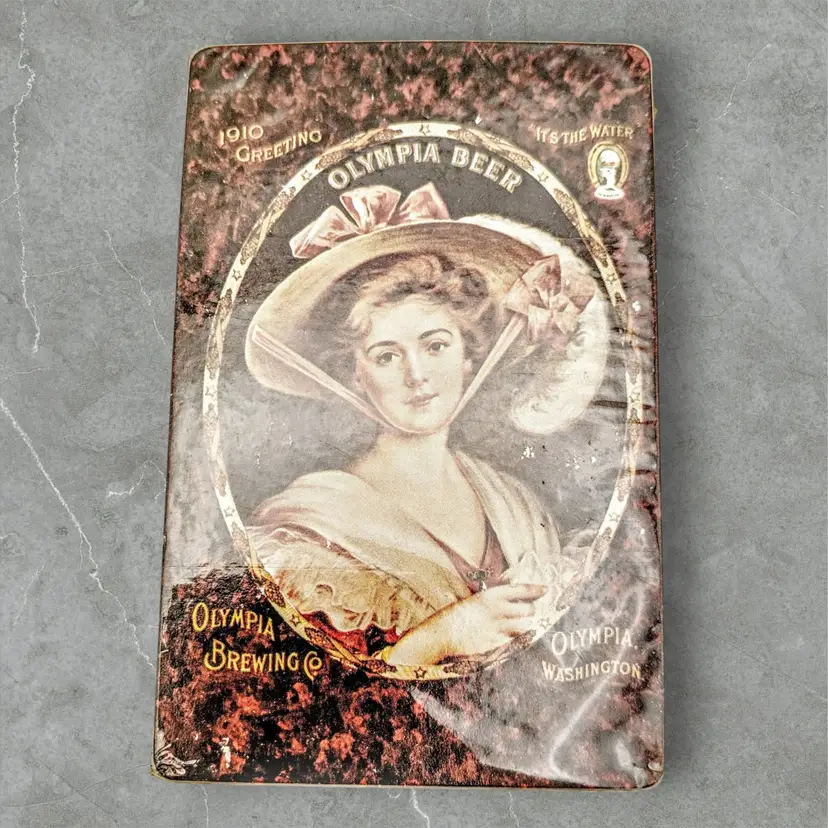 1910
GREETING
IT'S THE WATER
OLYMPIA BEER
OLYMPIA
BREWING CO
OLYMPIA,
WASHINGTON